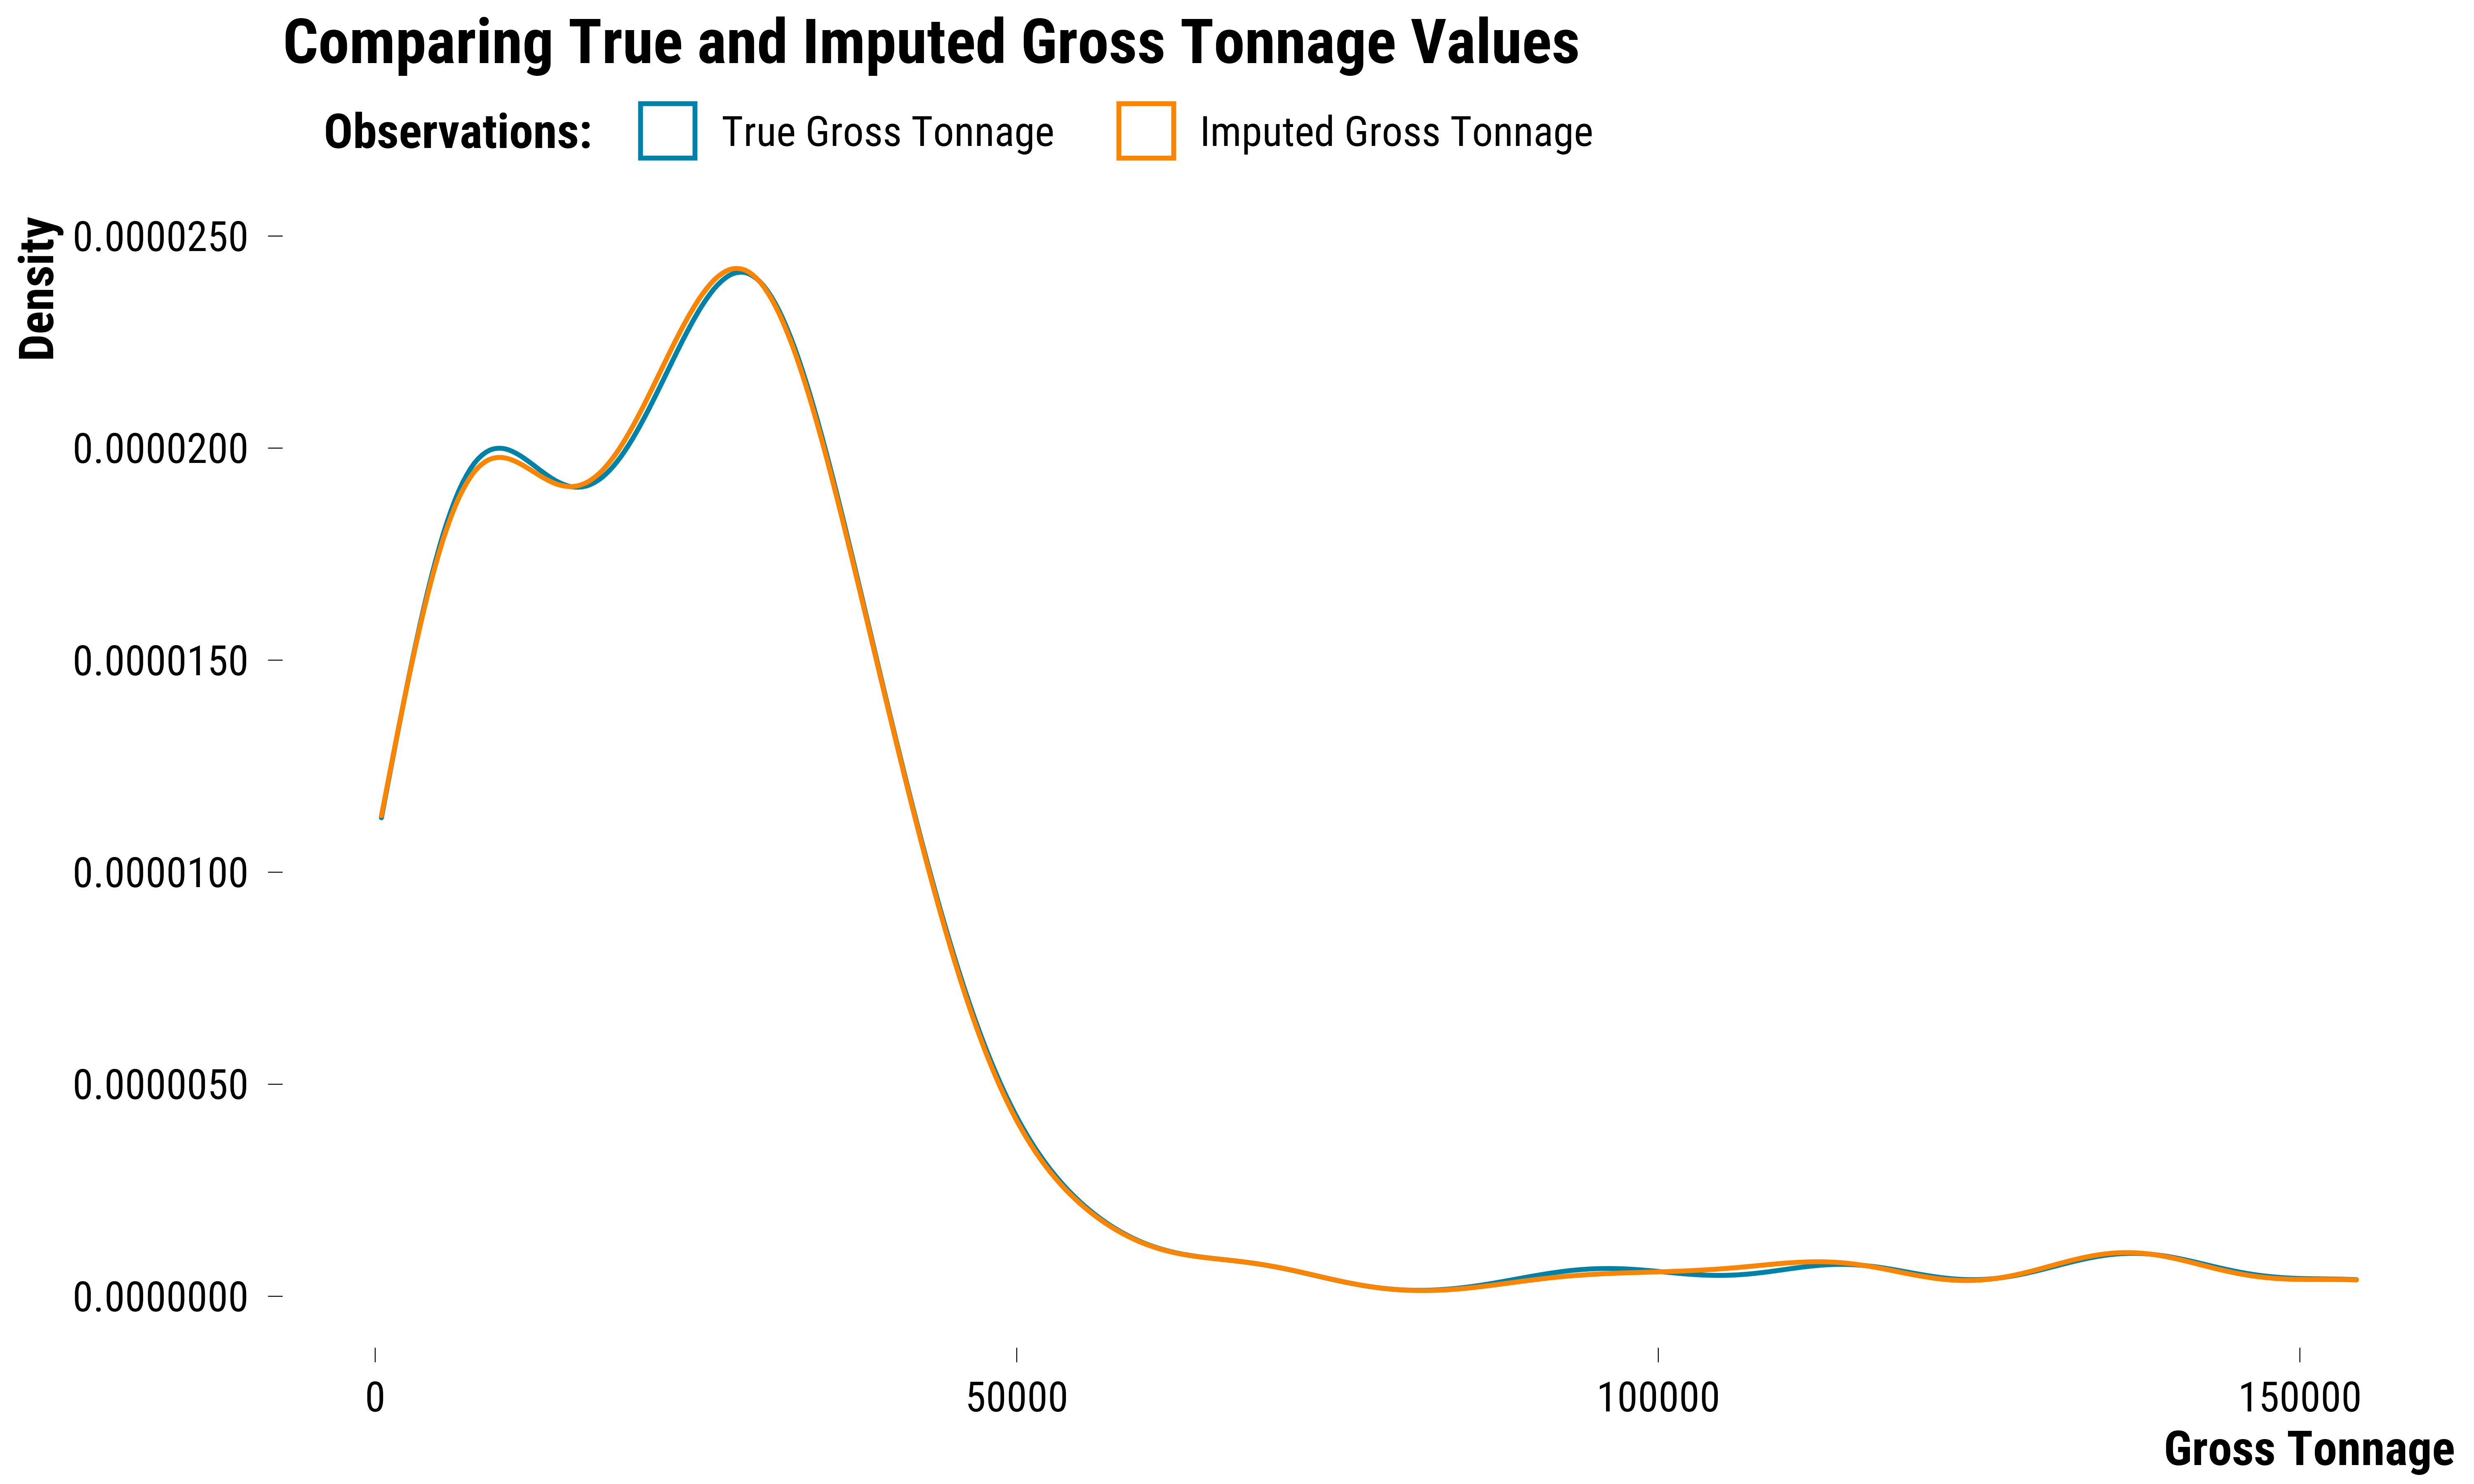 Comparing True and Imputed Gross Tonnage Values
Observations: True Gross Tonnage Imputed Gross Tonnage
Density
0.0000250
0.0000200
0.0000150
0.0000100
0.0000050
0.0000000
0 50000 100000 150000
Gross Tonnage